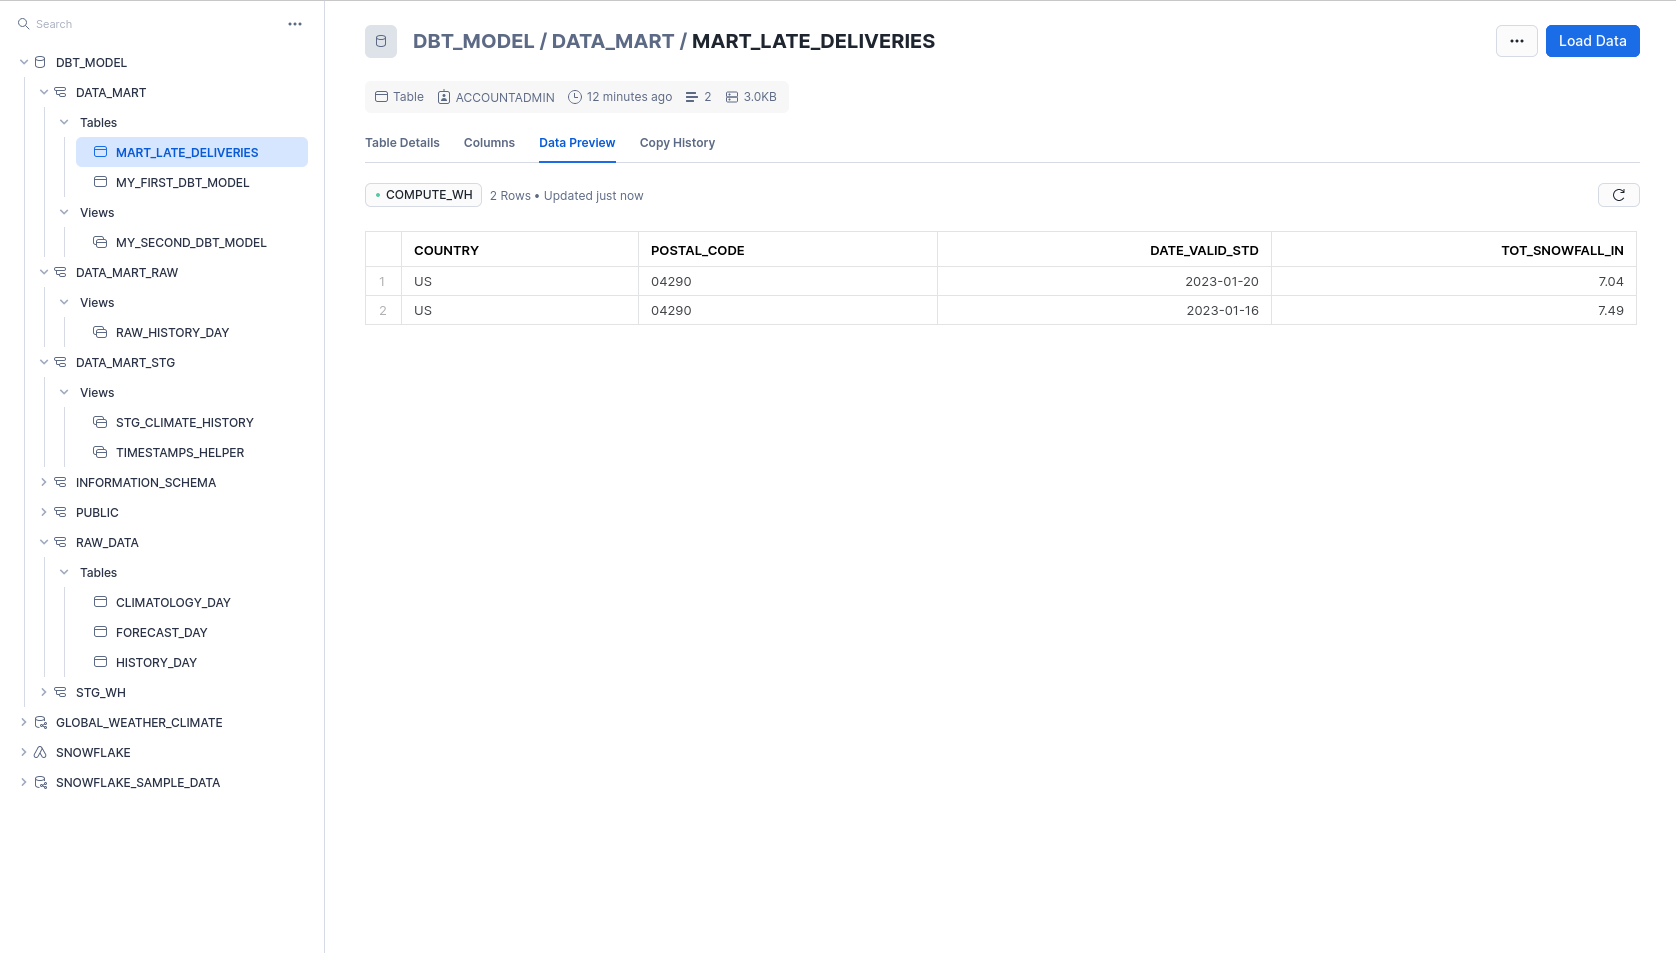 Search
DBT_MODEL
DATA_MART
Tables
MART_LATE_DELIVERIES
MY_FIRST_DBT_MODEL
Views
MY_SECOND_DBT_MODEL
DATA_MART_RAW
Views
RAW_HISTORY_DAY
DATA_MART_STG
Views
STG_CLIMATE_HISTORY
TIMESTAMPS_HELPER
INFORMATION_SCHEMA
PUBLIC
RAW_DATA
Tables
CLIMATOLOGY_DAY
FORECAST_DAY
HISTORY_DAY
STG_WH
GLOBAL_WEATHER_CLIMATE
SNOWFLAKE
SNOWFLAKE_SAMPLE_DATA
DBT_MODEL / DATA_MART / MART_LATE_DELIVERIES
Load Data
Table ACCOUNTADMIN 12 minutes ago 2 3.0KB
Table Details Columns Data Preview Copy History
COMPUTE_WH 2 Rows • Updated just now
COUNTRY POSTAL_CODE DATE_VALID_STD TOT_SNOWFALL_IN
1 US 04290 2023-01-20 7.04
2 US 04290 2023-01-16 7.49